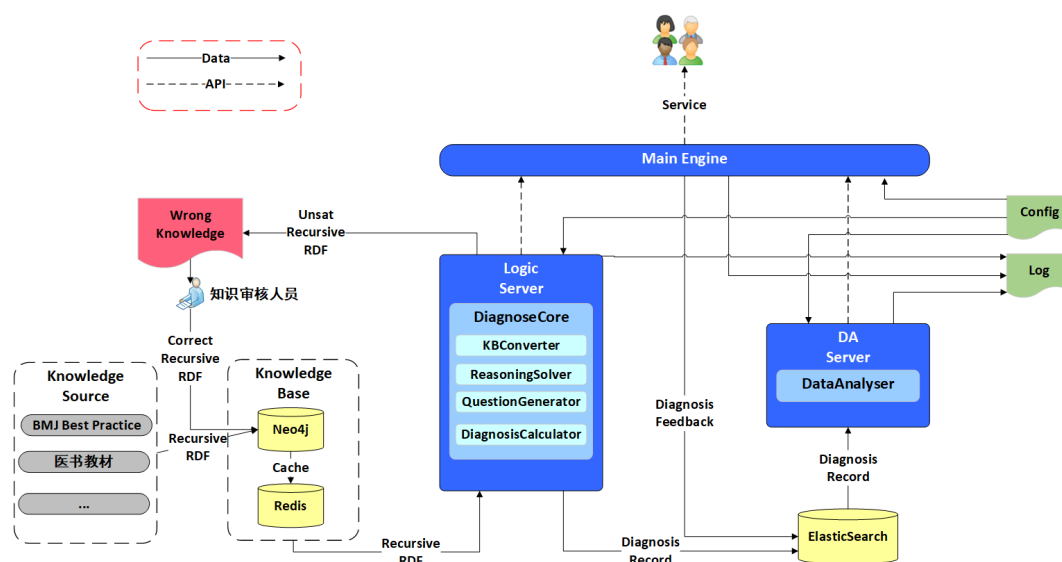 Data
API
Service
Main Engine
Wrong
Knowledge
Unsat
Recursive
RDF
Config
Log
知识审核人员
Logic
Server
DiagnoseCore
KBConverter
ReasoningSolver
QuestionGenerator
DiagnosisCalculator
DA
Server
DataAnalyser
Correct
Recursive
RDF
Knowledge
Source
BMJ Best Practice
医书教材
...
Recursive
RDF
Knowledge
Base
Neo4j
Cache
Redis
Diagnosis
Feedback
Diagnosis
Record
ElasticSearch
Recursive
RDF
Diagnosis
Record